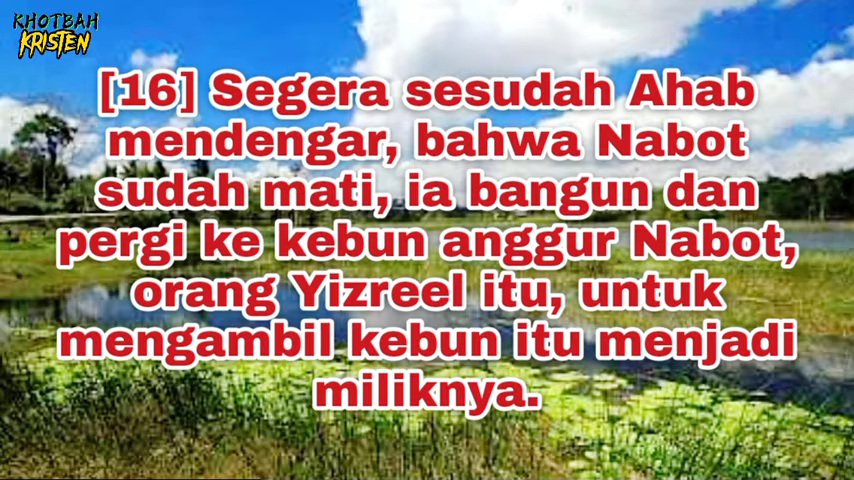 KHOTBAH
KRISTEN
[16] Segera sesudah Ahab
mendengar, bahwa Nabot
sudah mati, ia bangun dan
pergi ke kebun anggur Nabot,
orang Yizreel itu, untuk
mengambil kebun itu menjadi
miliknya.